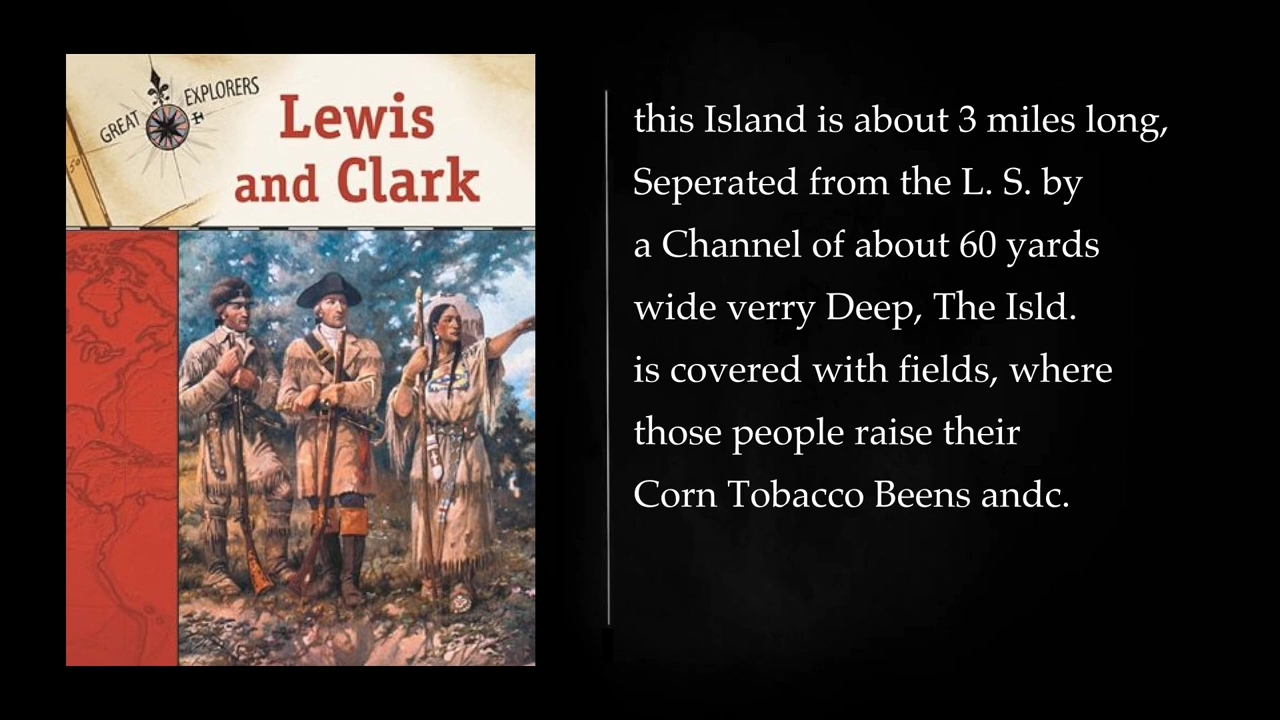 GREAT EXPLORERS
Lewis
and Clark
50
this Island is about 3 miles long,
Seperated from the L. S. by
a Channel of about 60 yards
wide verry Deep, The Isld.
is covered with fields, where
those people raise their
Corn Tobacco Beens andc.